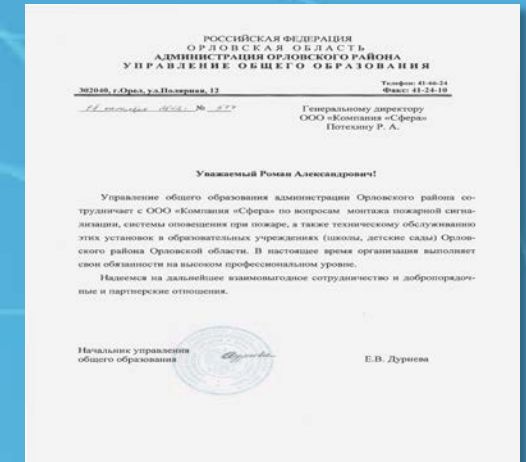 РОССИЙСКАЯ ФЕДЕРАЦИЯ
ОРЛОВСКАЯ ОБЛАСТЬ
АДМИНИСТРАЦИЯ ОРЛОВСКОГО РАЙОНА
УПРАВЛЕНИЕ ОБЩЕГО ОБРАЗОВАНИЯ
Телефон: 41-66-24
302040, г.Орел, ул.Полярная, 12 Факс: 41-24-10
№
Генеральному директору
ООО «Компания «Сфера»
Потехину Р. А.
Уважаемый Роман Александрович!
Управление общего образования администрации Орловского района со-
трудничает с ООО «Компания «Сфера» по вопросам монтажа пожарной сигна-
лизации, системы оповещения при пожаре, а также техническому обслуживанию
этих установок в образовательных учреждениях (школы, детские сады) Орлов-
ского района Орловской области. В настоящее время организация выполняет
свои обязанности на высоком профессиональном уровне.
Надеемся на дальнейшее взаимовыгодное сотрудничество и добропорядоч-
ные и партнерские отношения.
Начальник управления
общего образования Е.В. Дурнева